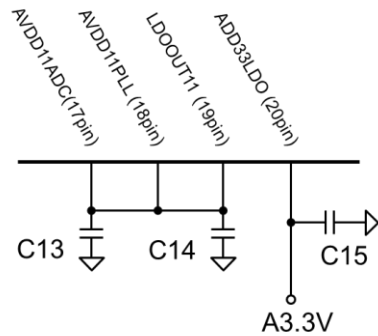 AVDD11ADC(17pin)
AVDD11PLL (18pin)
LDOOUT11 (19pin)
ADD33LDO (20pin)
C13
C14
C15
A3.3V